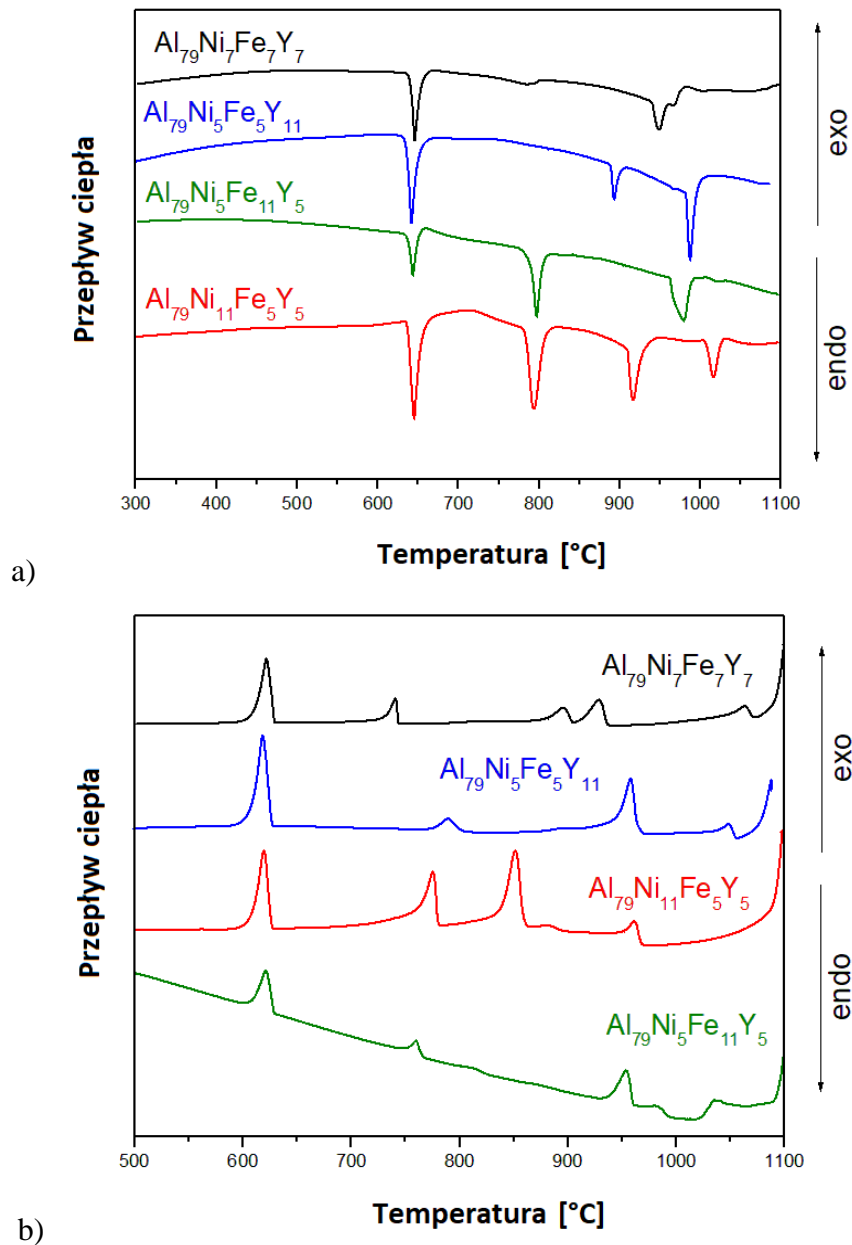 Al₇₉Ni₇Fe₇Y₇
Al₇₉Ni₅Fe₅Y₁₁
Al₇₉Ni₅Fe₁₁Y₅
Al₇₉Ni₁₁Fe₅Y₅
Przepływ ciepła
exo
endo
300 400 500 600 700 800 900 1000 1100
Temperatura [°C]
a)
Al₇₉Ni₇Fe₇Y₇
Al₇₉Ni₅Fe₅Y₁₁
Al₇₉Ni₁₁Fe₅Y₅
Al₇₉Ni₅Fe₁₁Y₅
Przepływ ciepła
exo
endo
500 600 700 800 900 1000 1100
Temperatura [°C]
b)